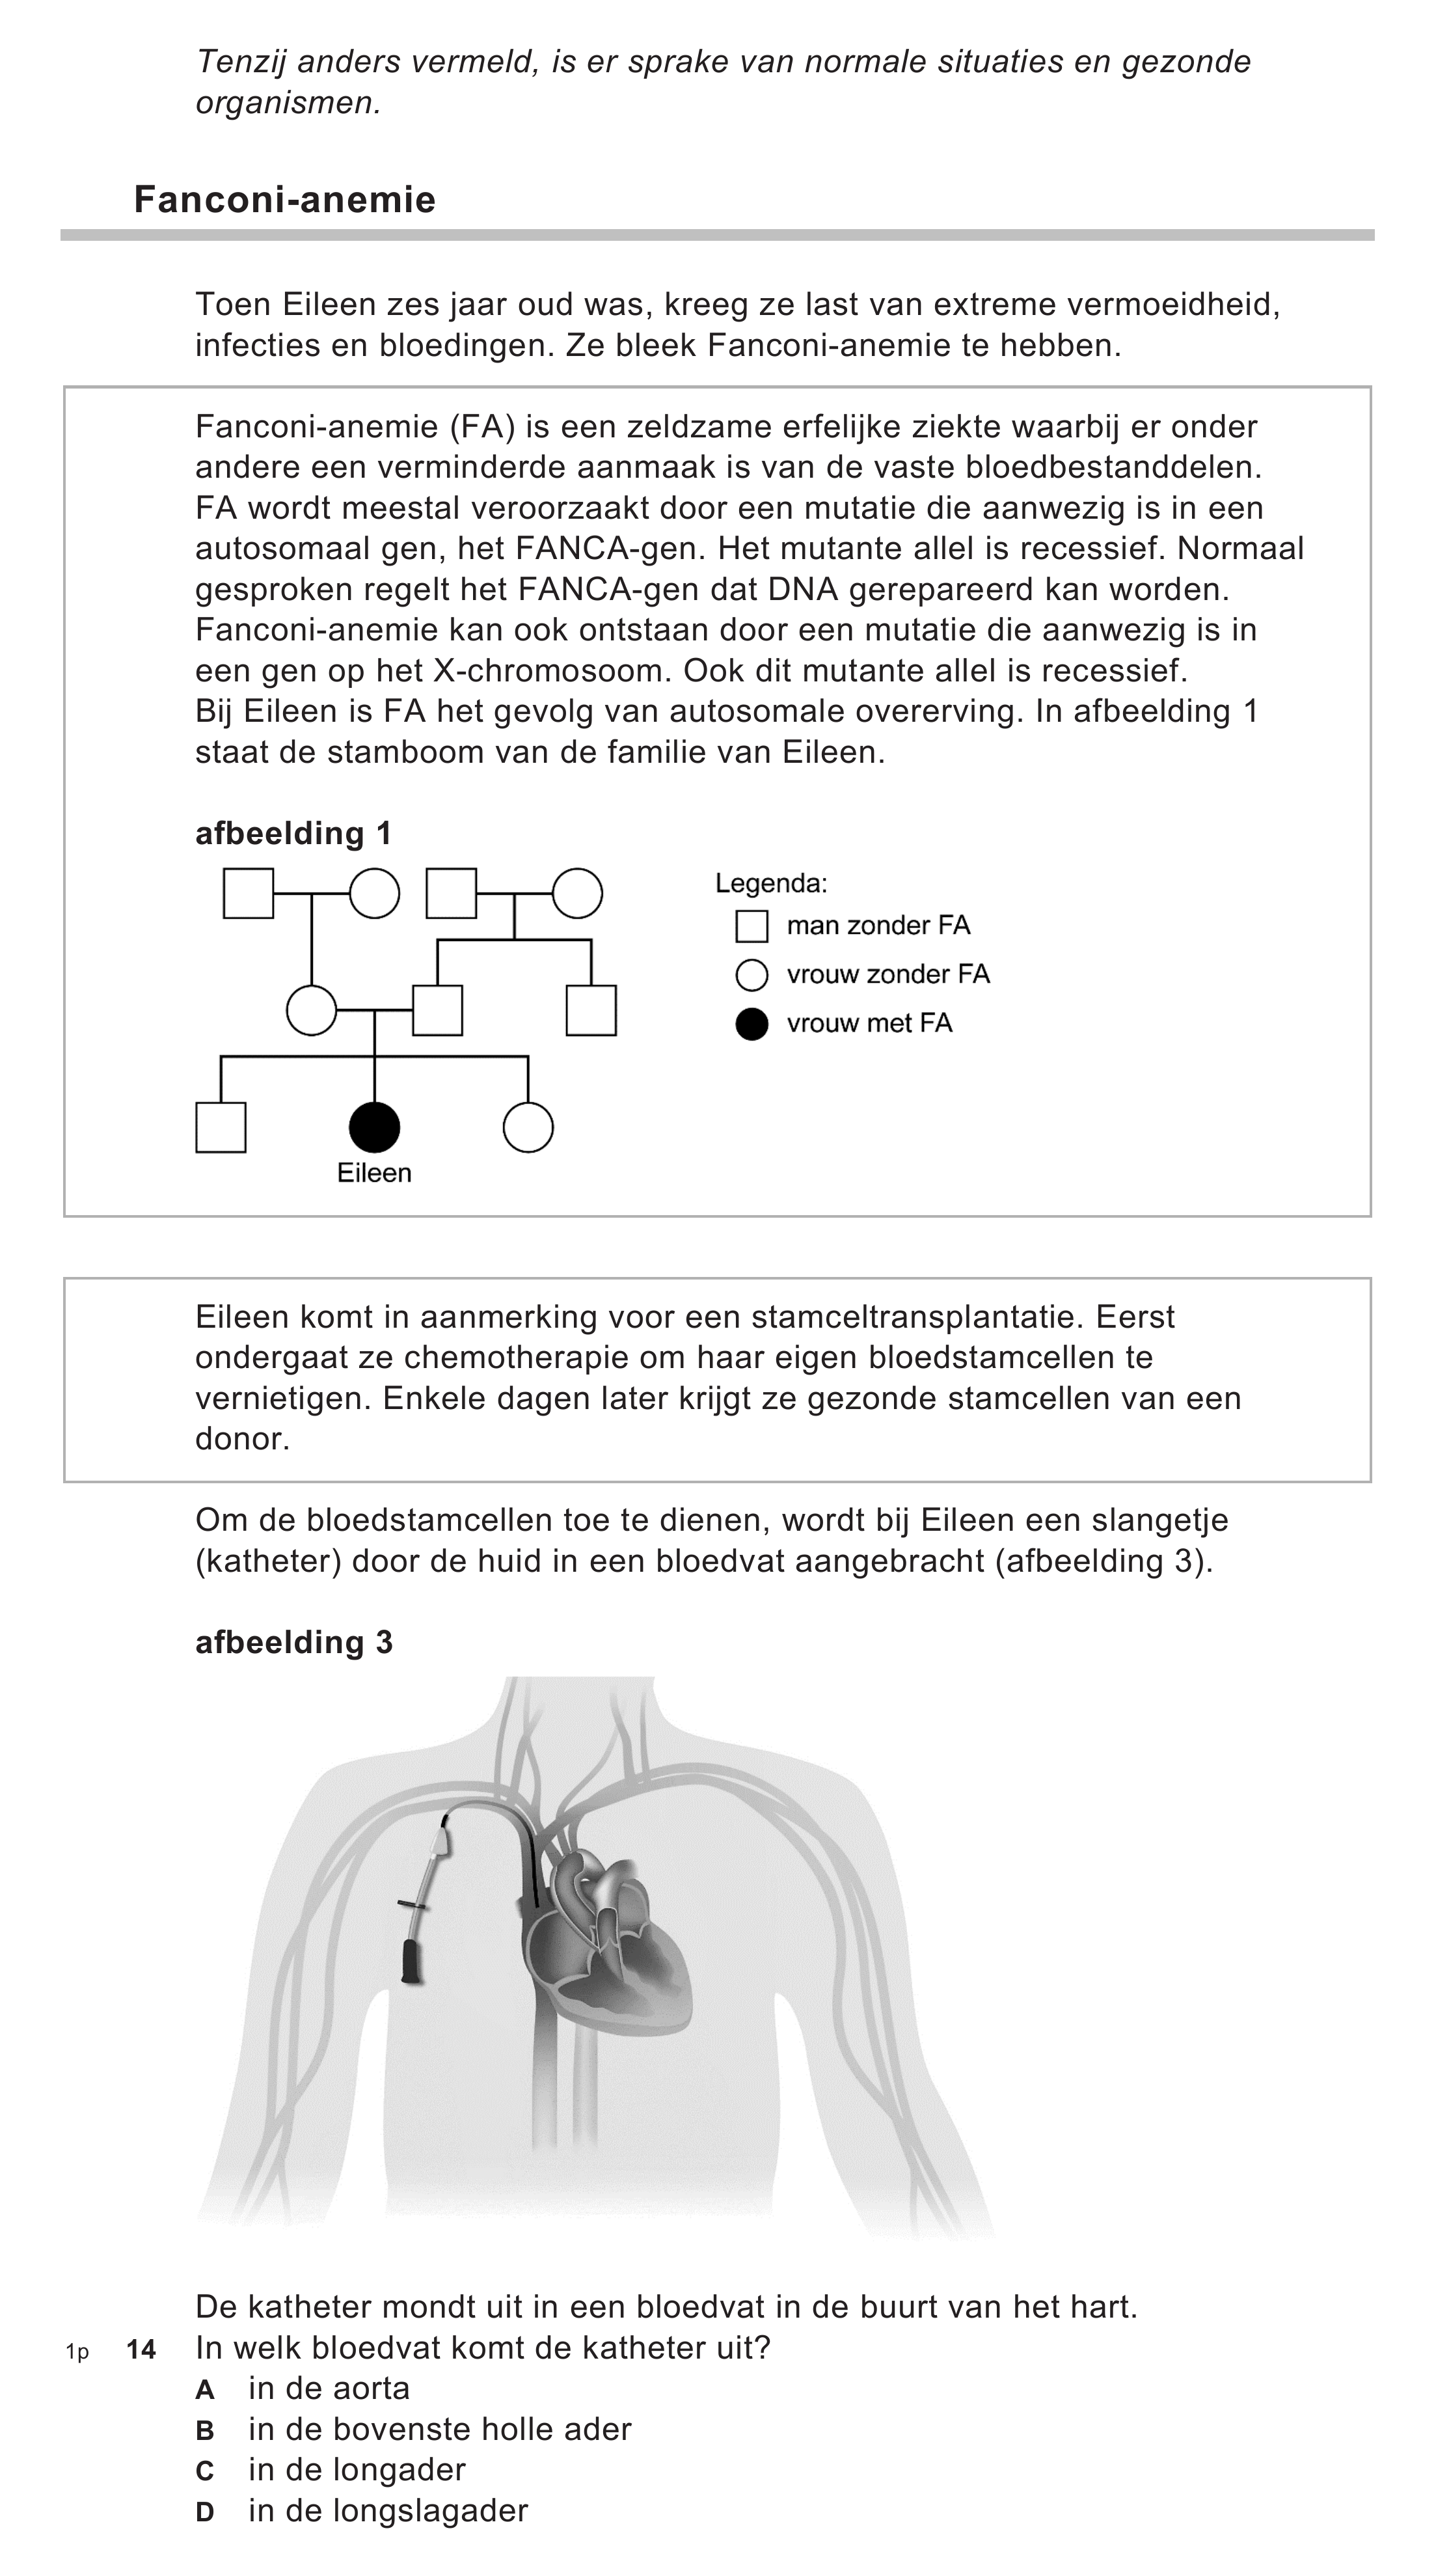 Tenzij anders vermeld, is er sprake van normale situaties en gezonde
organismen.
Fanconi-anemie
Toen Eileen zes jaar oud was, kreeg ze last van extreme vermoeidheid,
infecties en bloedingen. Ze bleek Fanconi-anemie te hebben.
Fanconi-anemie (FA) is een zeldzame erfelijke ziekte waarbij er onder
andere een verminderde aanmaak is van de vaste bloedbestanddelen.
FA wordt meestal veroorzaakt door een mutatie die aanwezig is in een
autosomaal gen, het FANCA-gen. Het mutante allel is recessief. Normaal
gesproken regelt het FANCA-gen dat DNA gerepareerd kan worden.
Fanconi-anemie kan ook ontstaan door een mutatie die aanwezig is in
een gen op het X-chromosoom. Ook dit mutante allel is recessief.
Bij Eileen is FA het gevolg van autosomale overerving. In afbeelding 1
staat de stamboom van de familie van Eileen.
afbeelding 1
Legenda:
man zonder FA
vrouw zonder FA
vrouw met FA
Eileen
Eileen komt in aanmerking voor een stamceltransplantatie. Eerst
ondergaat ze chemotherapie om haar eigen bloedstamcellen te
vernietigen. Enkele dagen later krijgt ze gezonde stamcellen van een
donor.
Om de bloedstamcellen toe te dienen, wordt bij Eileen een slangetje
(katheter) door de huid in een bloedvat aangebracht (afbeelding 3).
afbeelding 3
De katheter mondt uit in een bloedvat in de buurt van het hart.
1p 14 In welk bloedvat komt de katheter uit?
A in de aorta
B in de bovenste holle ader
C in de longader
D in de longslagader